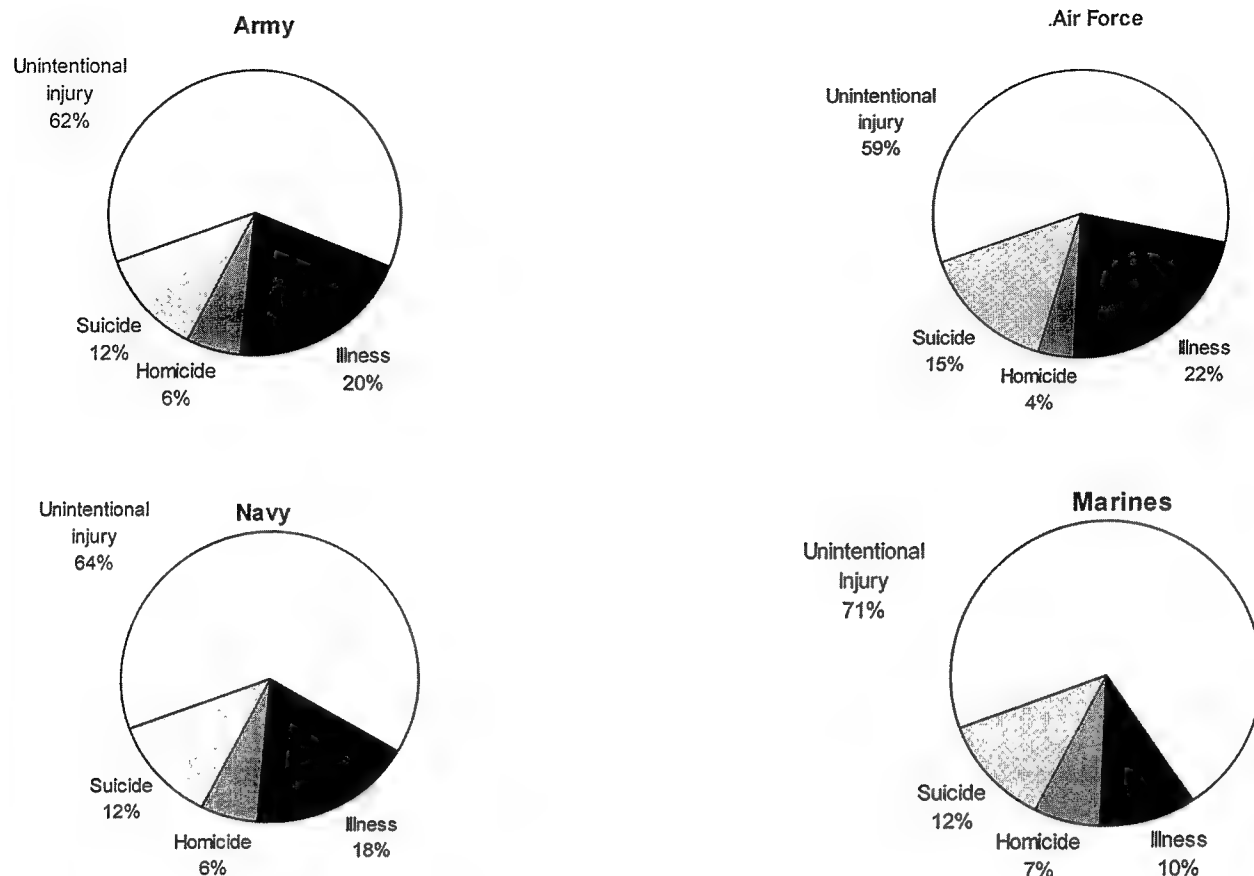 Army
Unintentional
injury
62%
Suicide
12%
Homicide
6%
Illness
20%
.Air Force
Unintentional
injury
59%
Suicide
15%
Homicide
4%
Illness
22%
Navy
Unintentional
injury
64%
Suicide
12%
Homicide
6%
Illness
18%
Marines
Unintentional
Injury
71%
Suicide
12%
Homicide
7%
Illness
10%